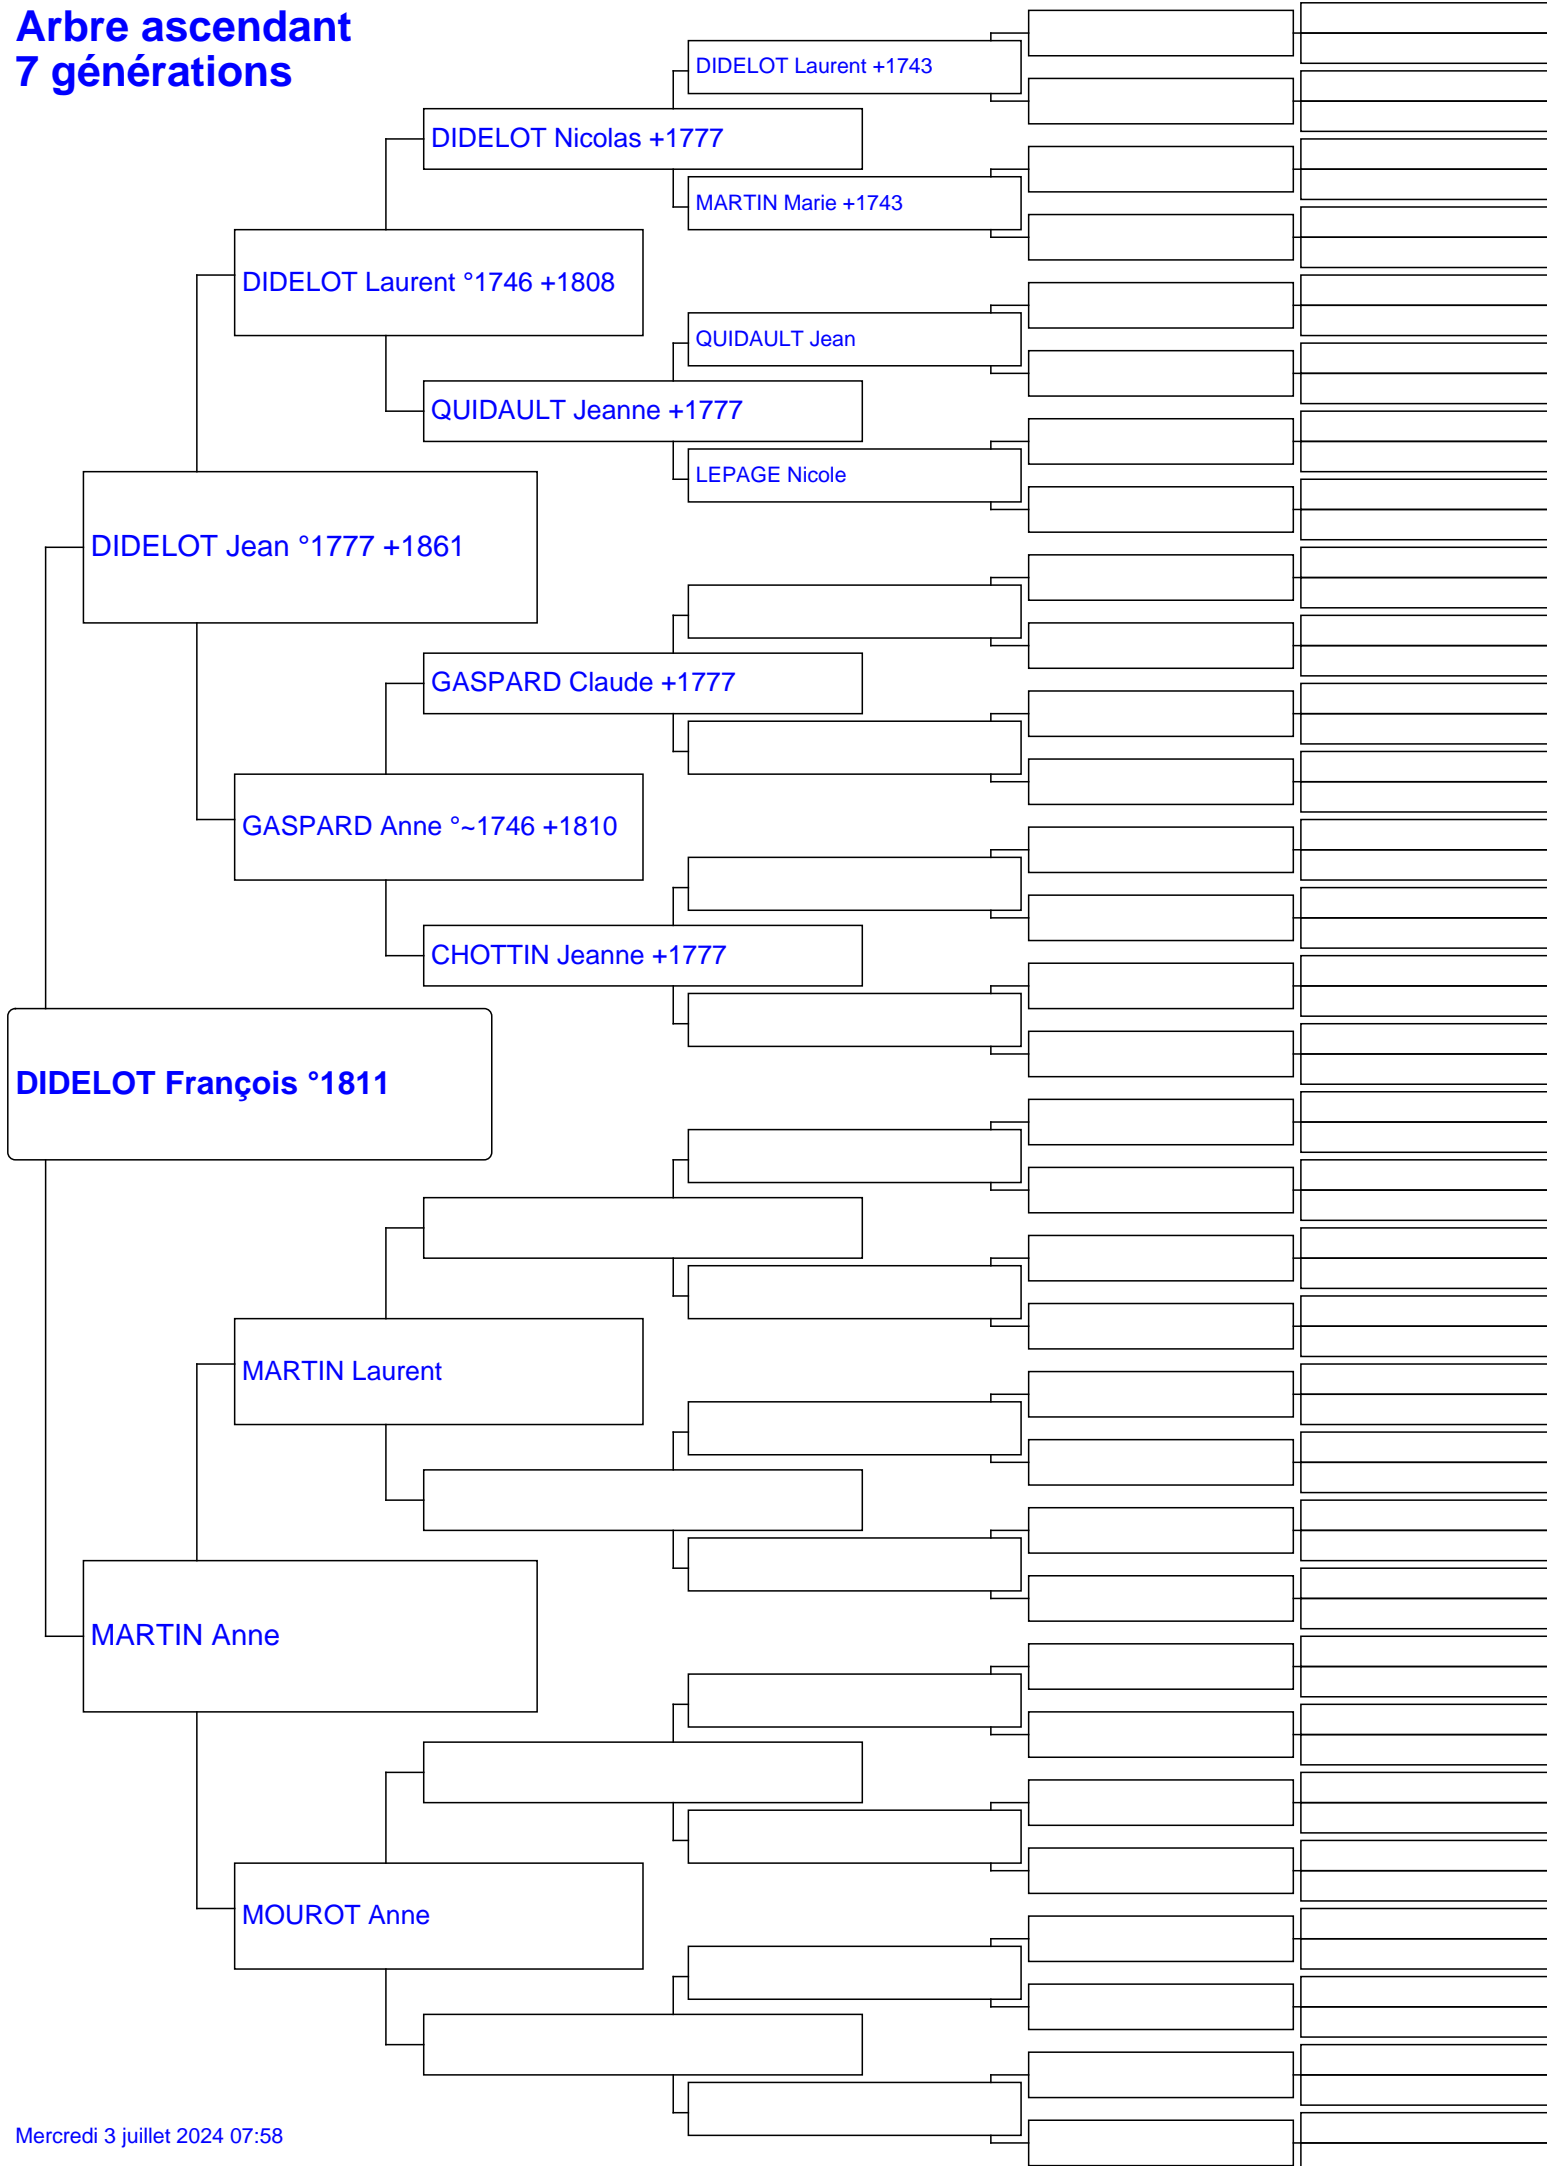 Arbre ascendant
7 générations
DIDELOT Laurent +1743
DIDELOT Nicolas +1777
MARTIN Marie +1743
DIDELOT Laurent °1746 +1808
QUIDAULT Jean
QUIDAULT Jeanne +1777
LEPAGE Nicole
DIDELOT Jean °1777 +1861
GASPARD Claude +1777
GASPARD Anne °~1746 +1810
CHOTTIN Jeanne +1777
DIDELOT François °1811
MARTIN Laurent
MARTIN Anne
MOUROT Anne
Mercredi 3 juillet 2024 07:58